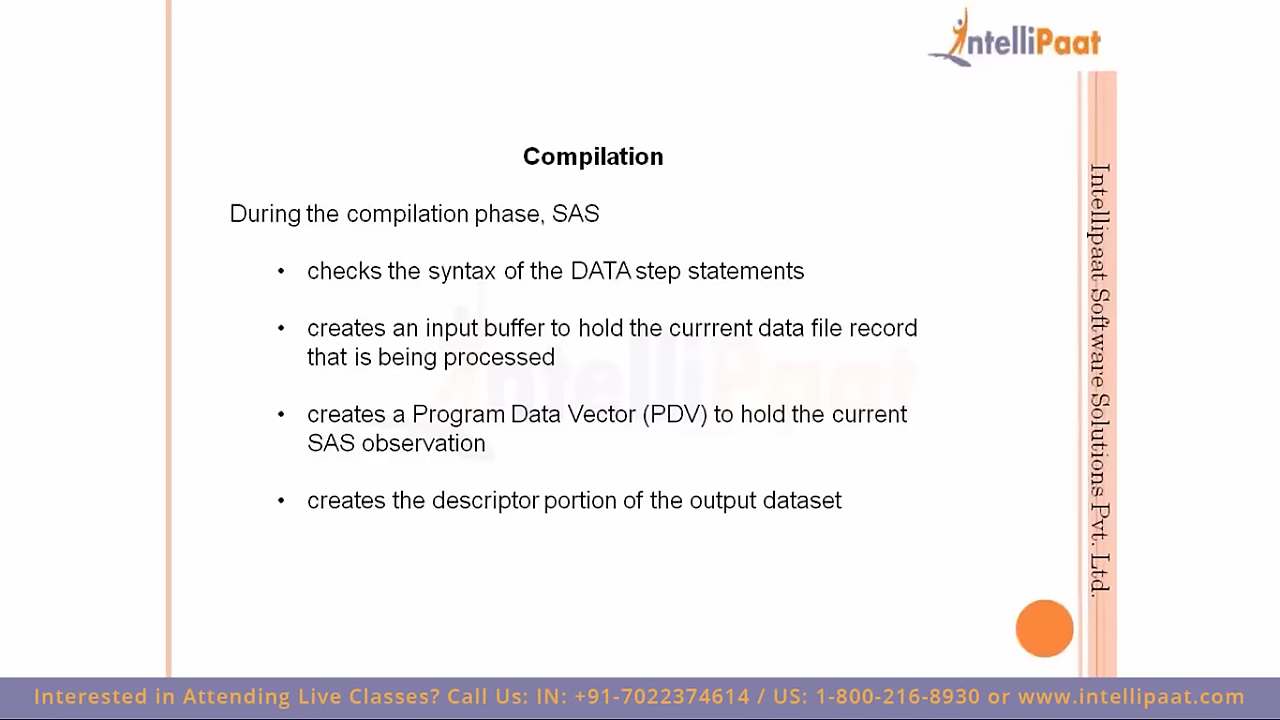 IntelliPaat
Compilation
During the compilation phase, SAS
• checks the syntax of the DATA step statements
• creates an input buffer to hold the currrent data file record
that is being processed
• creates a Program Data Vector (PDV) to hold the current
SAS observation
• creates the descriptor portion of the output dataset
IntelliPaat
Intellipaat Software Solutions Pvt. Ltd.
Interested in Attending Live Classes? Call Us: IN: +91-7022374614 / US: 1-800-216-8930 or www.intellipaat.com